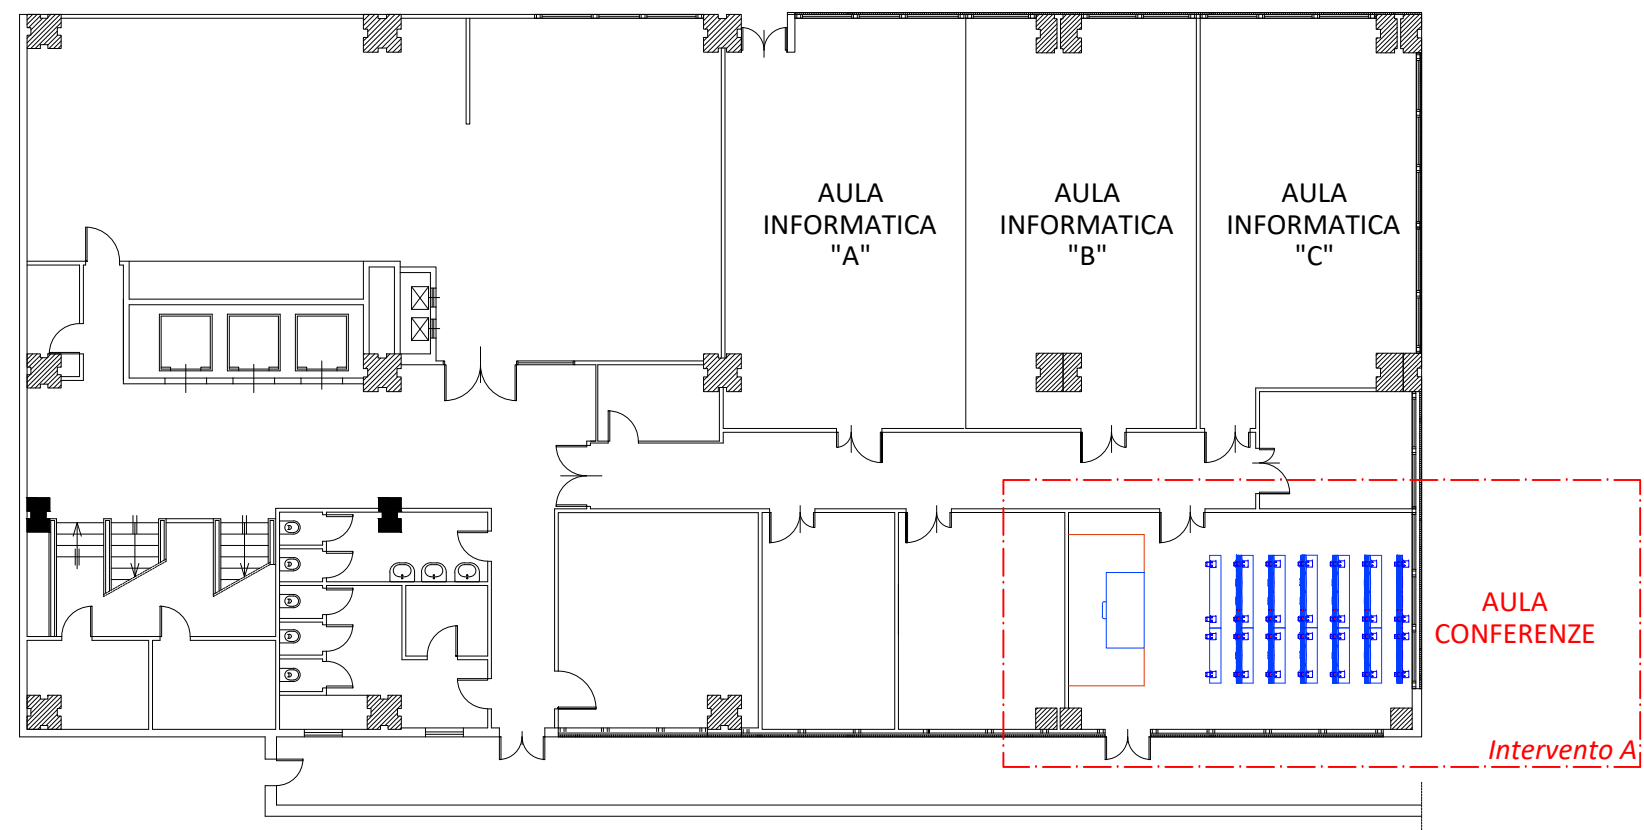 AULA
INFORMATICA
"A"
AULA
INFORMATICA
"B"
AULA
INFORMATICA
"C"
AULA
CONFERENZE
Intervento A